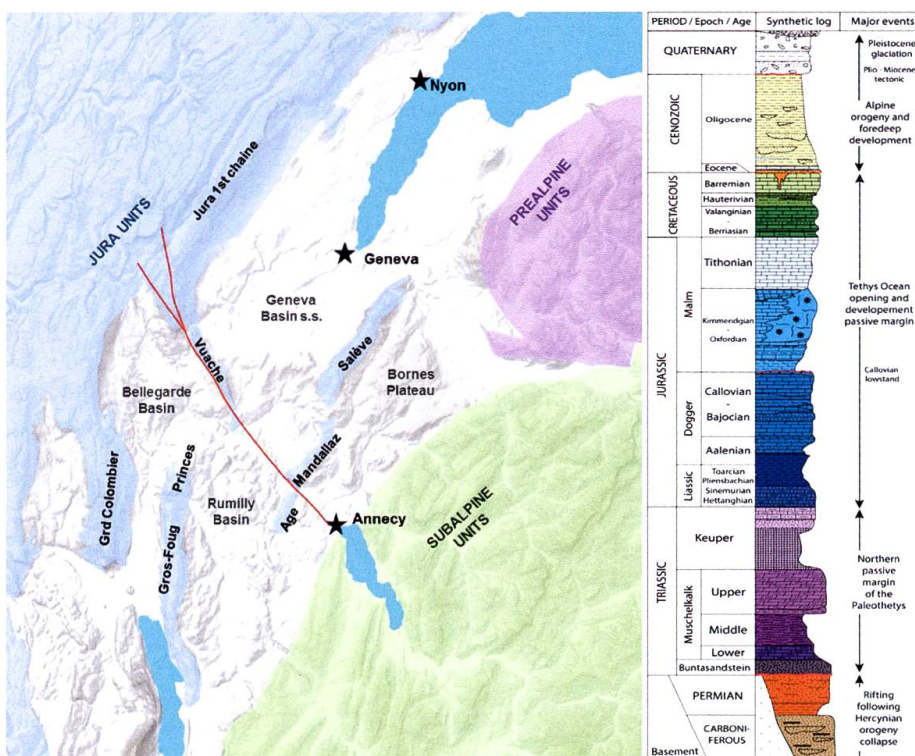 Nyon
Jura 1st chaine
PREALPINE
UNITS
JURA UNITS
Geneva
Geneva
Basin s.s.
Salève
Vuache
Bornes
Plateau
Bellegarde
Basin
Mandallaz
Princes
Grd Colombier
Rumilly
Basin
Age
Annecy
SUBALPINE
UNITS
Gros-Foug
PERIOD / Epoch / Age
Synthetic log
Major events
QUATERNARY
Pleistocene
glaciation
Plio - Miocene
tectonic
CENOZOIC
Oligocene
Eocene
Alpine
orogeny and
foredeep
development
CRETACEOUS
Barremian
Hauterivian
Valanginian
-
Berriasian
JURASSIC
Malm
Tithonian
Kimmeridgian
-
Oxfordian
Tethys Ocean
opening and
developement
passive margin
Callovian
lowstand
Dogger
Callovian
-
Bajocian
Aalenian
Liassic
Toarcian
Pliensbachian
Sinemurian
Hettanghian
TRIASSIC
Keuper
Muschelkalk
Upper
Middle
Lower
Buntasandstein
Northern
passive
margin
of the
Paleothetys
PERMIAN
CARBONI-
FEROUS
Basement
Rifting
following
Hercynian
orogeny
collapse